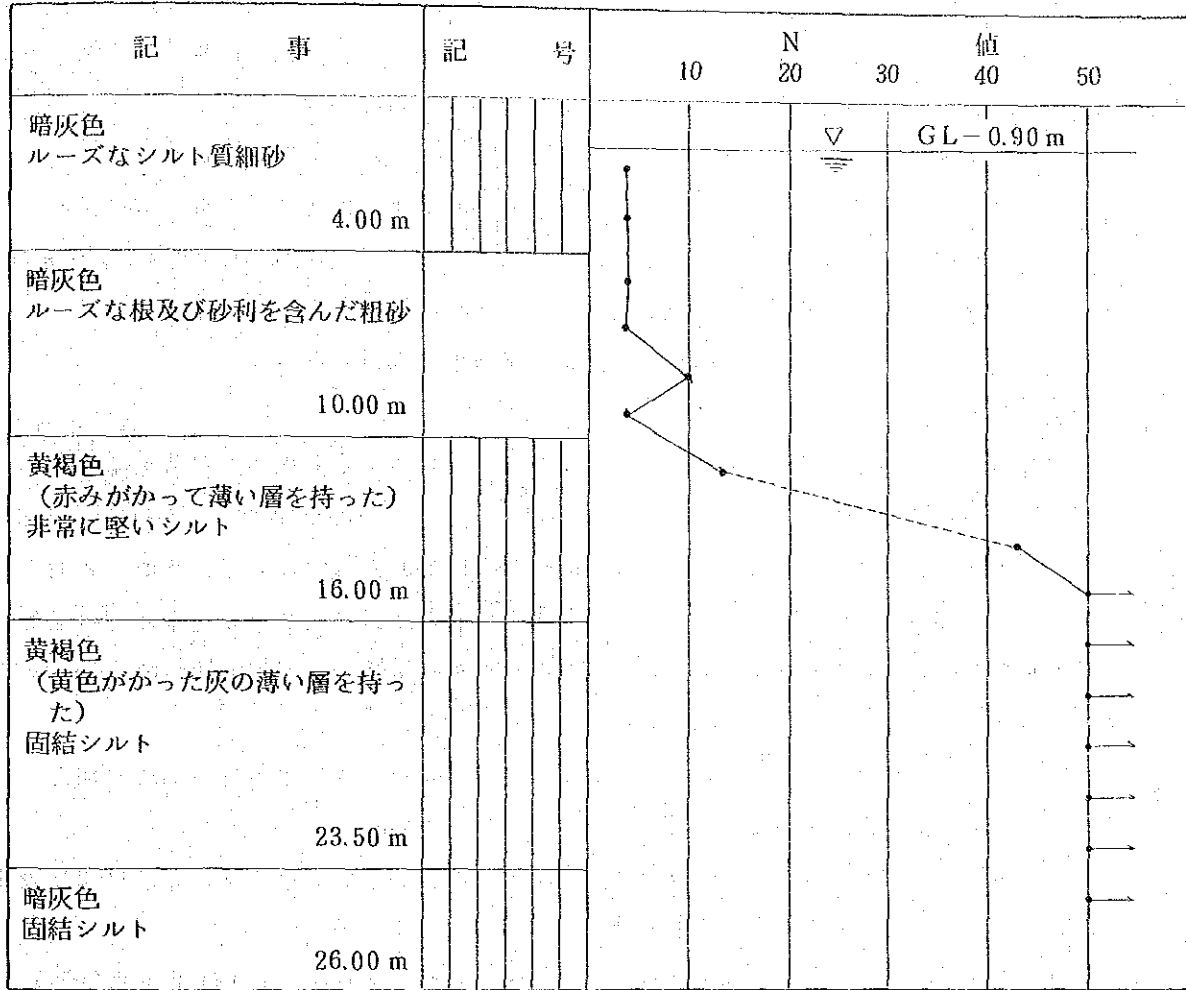 記 事
記 号
N 値
10 20 30 40 50
暗灰色
ルーズなシルト質細砂
4.00 m
▽ GL-0.90 m
暗灰色
ルーズな根及び砂利を含んだ粗砂
10.00 m
黄褐色
(赤みがかって薄い層を持った)
非常に堅いシルト
16.00 m
黄褐色
(黄色がかった灰の薄い層を持っ
た)
固結シルト
23.50 m
暗灰色
固結シルト
26.00 m